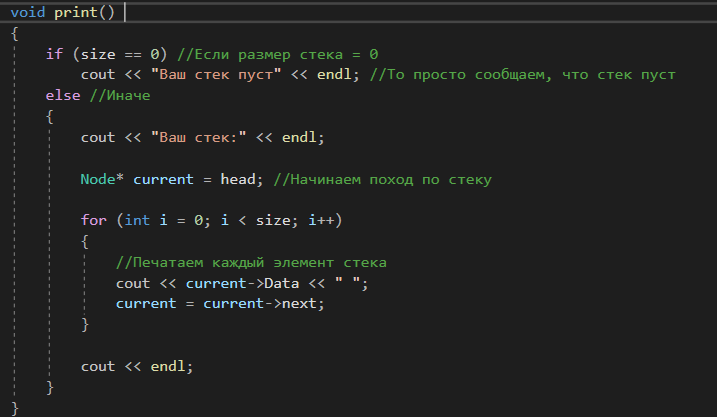 void print()
{
if (size == 0) //Если размер стека = 0
cout << "Ваш стек пуст" << endl; //То просто сообщаем, что стек пуст
else //Иначе
{
cout << "Ваш стек:" << endl;
Node* current = head; //Начинаем поход по стеку
for (int i = 0; i < size; i++)
{
//Печатаем каждый элемент стека
cout << current->Data << " ";
current = current->next;
}
cout << endl;
}
}